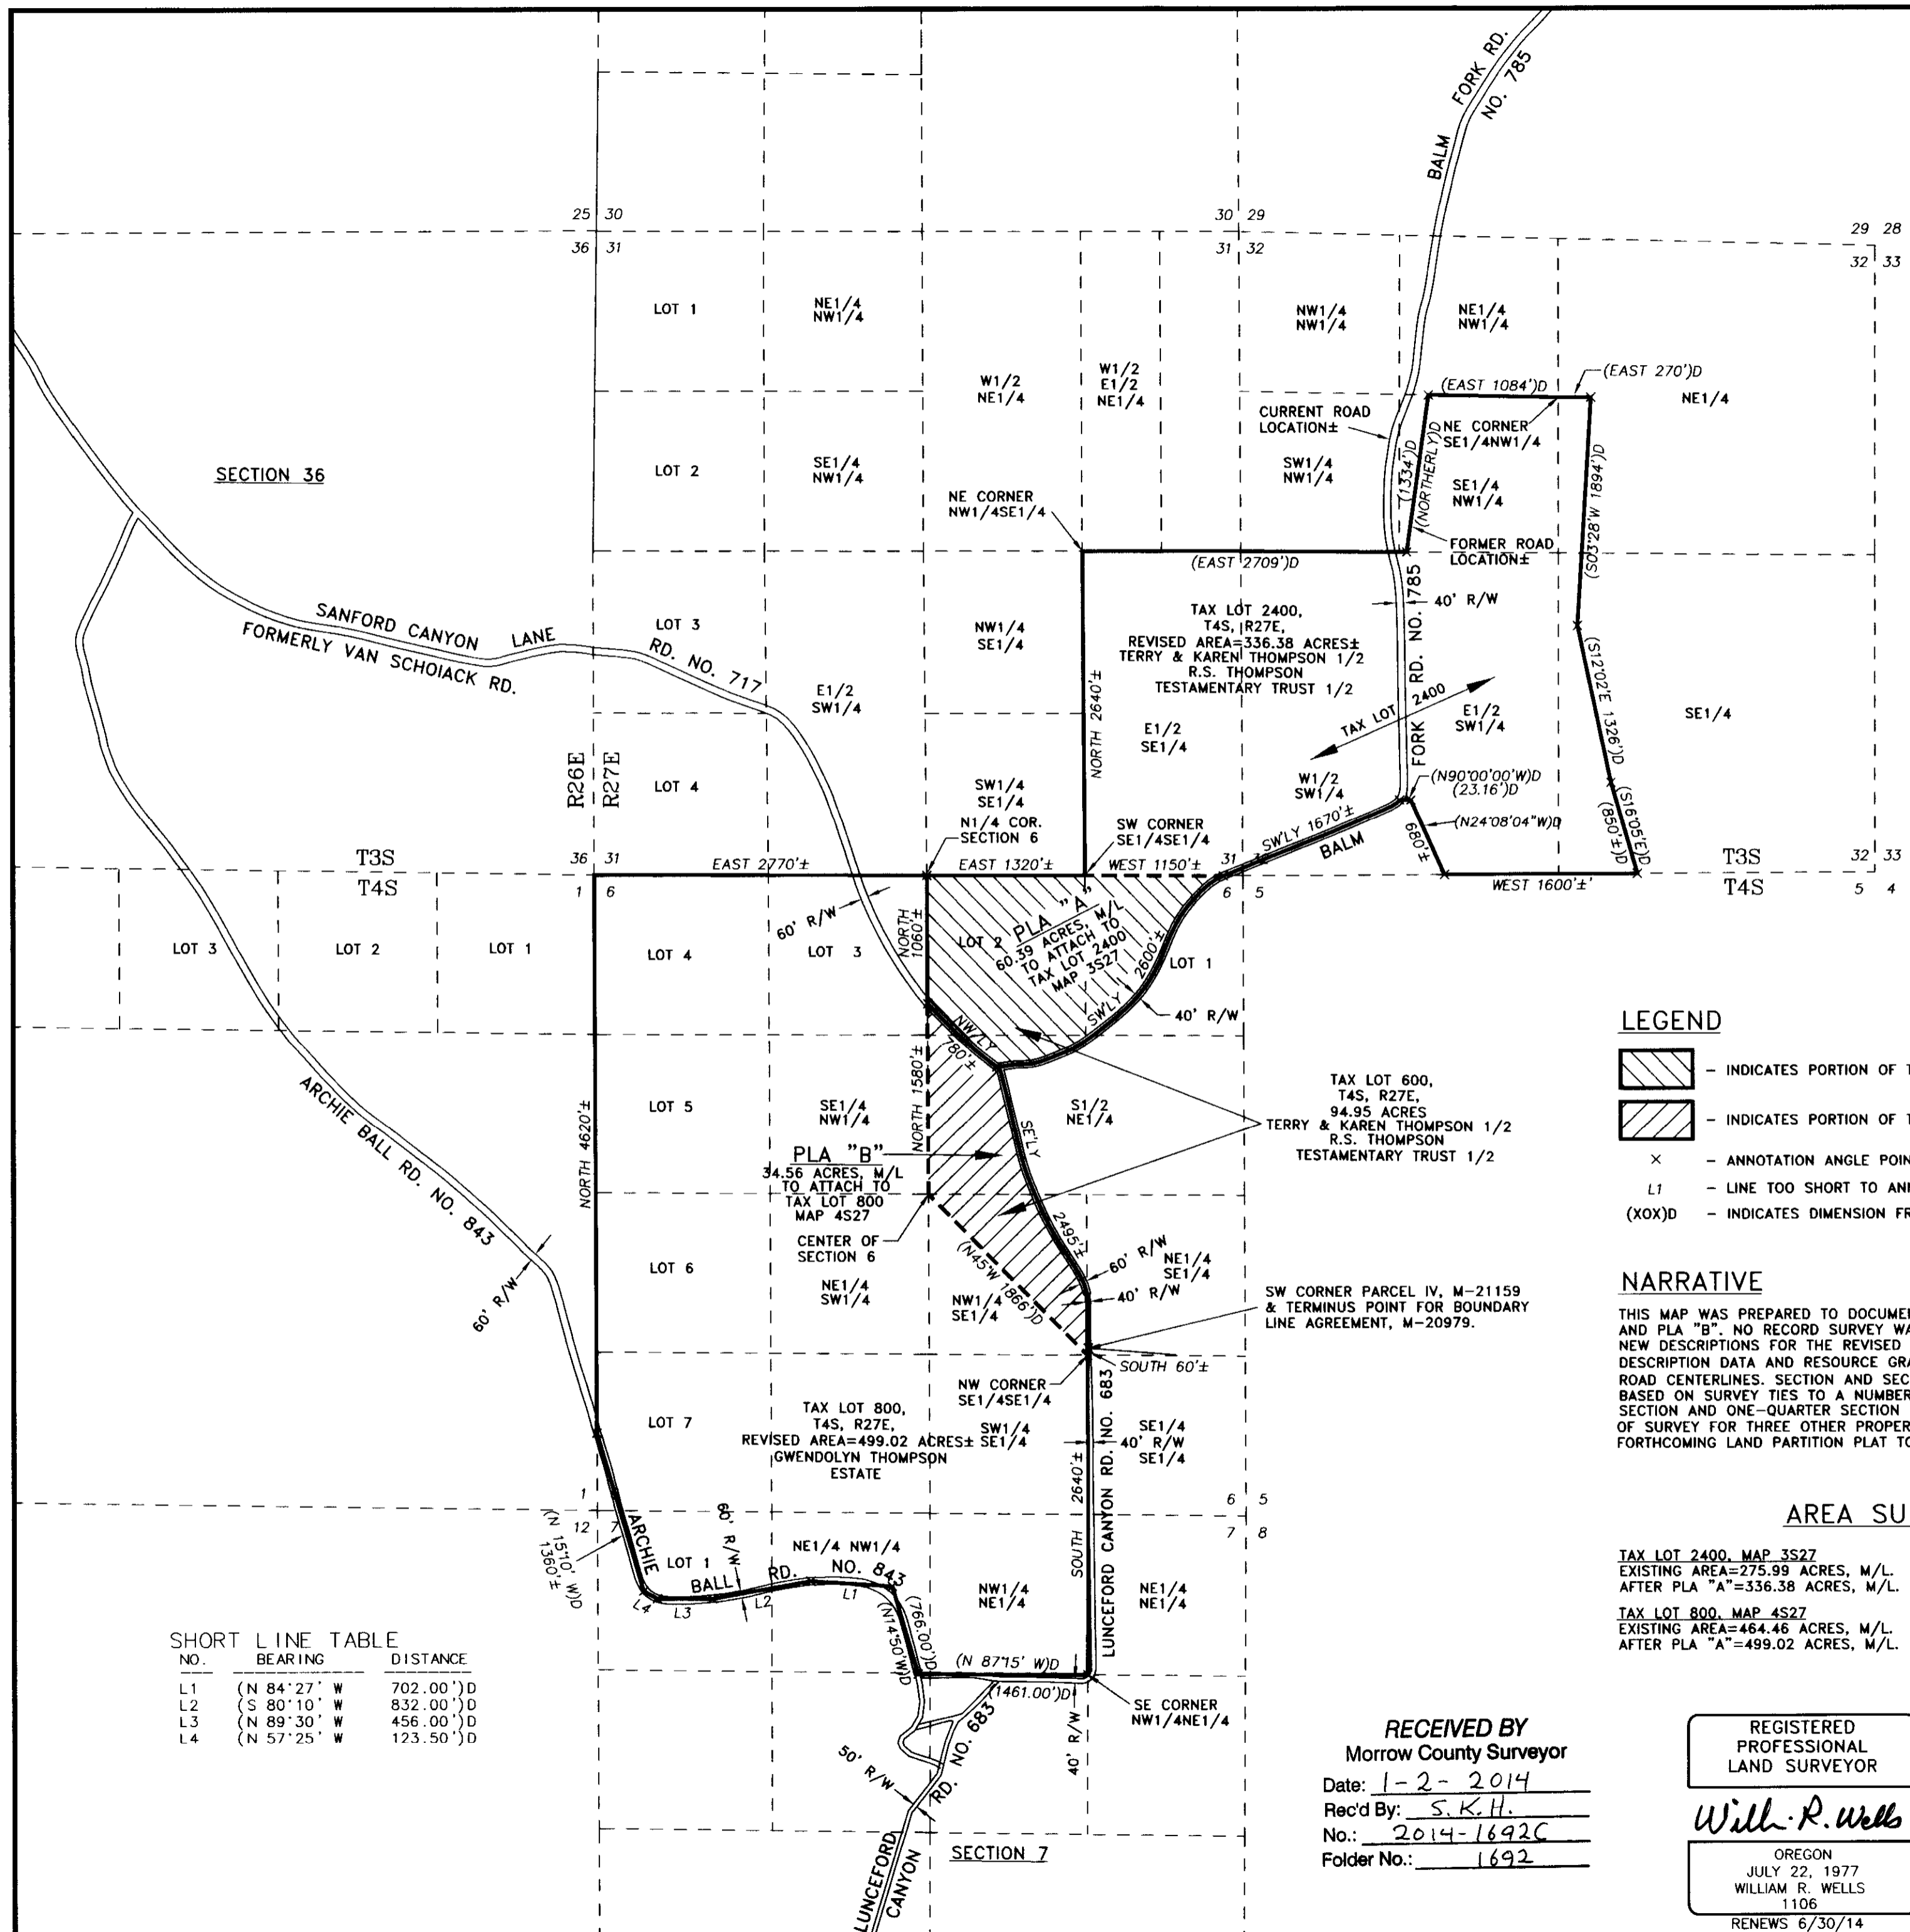 FORK RD.
NO. 785
BALM
25 30
36 31
30 29
31 32
29 28
32 33
LOT 1
NE1/4
NW1/4
NW1/4
NW1/4
NE1/4
NW1/4
W1/2
NE1/4
W1/2
E1/2
NE1/4
(EAST 1084')D
(EAST 270')D
NE1/4
CURRENT ROAD
LOCATION±
NE CORNER
SE1/4NW1/4
SECTION 36
LOT 2
SE1/4
NW1/4
SW1/4
NW1/4
(1334')D
(NORTHERLY)D
SE1/4
NW1/4
(S03°28'W 1894')D
NE CORNER
NW1/4SE1/4
FORMER ROAD
LOCATION±
(EAST 2709')D
40' R/W
SANFORD CANYON LANE
FORMERLY VAN SCHOIACK RD.
RD. NO. 717
LOT 3
NW1/4
SE1/4
TAX LOT 2400,
T4S, R27E,
REVISED AREA=336.38 ACRES±
TERRY & KAREN THOMPSON 1/2
R.S. THOMPSON
TESTAMENTARY TRUST 1/2
E1/2
SW1/4
NORTH 2640'±
E1/2
SE1/4
TAX LOT 2400
FORK RD. NO. 785
E1/2
SW1/4
(S12°02'E 1326')D
SE1/4
R26E
R27E
LOT 4
SW1/4
SE1/4
W1/2
SW1/4
(N90°00'00"W)D
(23.16')D
(N24°08'04"W)D
680'±
(S16°05'E)D
(850'±)D
N1/4 COR.
SECTION 6
SW CORNER
SE1/4SE1/4
SW'LY 1670'±
BALM
T3S
T4S
36 31
1 6
EAST 2770'±
EAST 1320'±
WEST 1150'±
31 32
6 5
WEST 1600'±'
T3S
T4S
32 33
5 4
60' R/W
LOT 3
LOT 2
LOT 1
LOT 4
LOT 3
NORTH
1060'±
LOT 2
PLA "A"
60.39 ACRES, M/L
TO ATTACH TO
TAX LOT 2400
MAP 3S27
SW'LY 2600'±
LOT 1
40' R/W
NW'LY
780'±
ARCHIE BALL RD. NO. 843
60' R/W
NORTH 4620'±
LOT 5
SE1/4
NW1/4
NORTH 1580'±
S1/2
NE1/4
SE'LY
2495'±
TAX LOT 600,
T4S, R27E,
94.95 ACRES
TERRY & KAREN THOMPSON 1/2
R.S. THOMPSON
TESTAMENTARY TRUST 1/2
PLA "B"
34.56 ACRES, M/L
TO ATTACH TO
TAX LOT 800
MAP 4S27
CENTER OF
SECTION 6
LOT 6
NE1/4
SW1/4
(N45°W 1866')D
NW1/4
SE1/4
60' R/W
NE1/4
SE1/4
40' R/W
SW CORNER PARCEL IV, M-21159
& TERMINUS POINT FOR BOUNDARY
LINE AGREEMENT, M-20979.
SOUTH 60'±
NW CORNER
SE1/4SE1/4
LOT 7
TAX LOT 800,
T4S, R27E,
REVISED AREA=499.02 ACRES±
GWENDOLYN THOMPSON
ESTATE
SW1/4
SE1/4
SE1/4
40' R/W
SE1/4
SOUTH 2640'±
LUNCEFORD CANYON RD. NO. 683
1
12 7
6 5
7 8
(N 15°10' W)D
1360'±
ARCHIE BALL RD. NO. 843
LOT 1
60' R/W
NE1/4 NW1/4
L4
L3
L2
L1
(766.00')D
(N14°50'W)D
NW1/4
NE1/4
NE1/4
NE1/4
(N 87°15' W)D
(1461.00')D
SE CORNER
NW1/4NE1/4
40' R/W
50' R/W
LUNCEFORD CANYON RD. NO. 683
SECTION 7
SHORT LINE TABLE
NO. BEARING DISTANCE
L1 (N 84°27' W 702.00')D
L2 (S 80°10' W 832.00')D
L3 (N 89°30' W 456.00')D
L4 (N 57°25' W 123.50')D
LEGEND
- INDICATES PORTION OF T
- INDICATES PORTION OF T
× - ANNOTATION ANGLE POIN
L1 - LINE TOO SHORT TO AN
(XOX)D - INDICATES DIMENSION FR
NARRATIVE
THIS MAP WAS PREPARED TO DOCUME
AND PLA "B". NO RECORD SURVEY WA
NEW DESCRIPTIONS FOR THE REVISED
DESCRIPTION DATA AND RESOURCE GRA
ROAD CENTERLINES. SECTION AND SEC
BASED ON SURVEY TIES TO A NUMBER
SECTION AND ONE-QUARTER SECTION
OF SURVEY FOR THREE OTHER PROPER
FORTHCOMING LAND PARTITION PLAT TO
AREA SU
TAX LOT 2400, MAP 3S27
EXISTING AREA=275.99 ACRES, M/L.
AFTER PLA "A"=336.38 ACRES, M/L.
TAX LOT 800, MAP 4S27
EXISTING AREA=464.46 ACRES, M/L.
AFTER PLA "A"=499.02 ACRES, M/L.
RECEIVED BY
Morrow County Surveyor
Date: 1-2-2014
Rec'd By: S.K.H.
No.: 2014-1692C
Folder No.: 1692
REGISTERED
PROFESSIONAL
LAND SURVEYOR
Will. R. Wells
OREGON
JULY 22, 1977
WILLIAM R. WELLS
1106
RENEWS 6/30/14